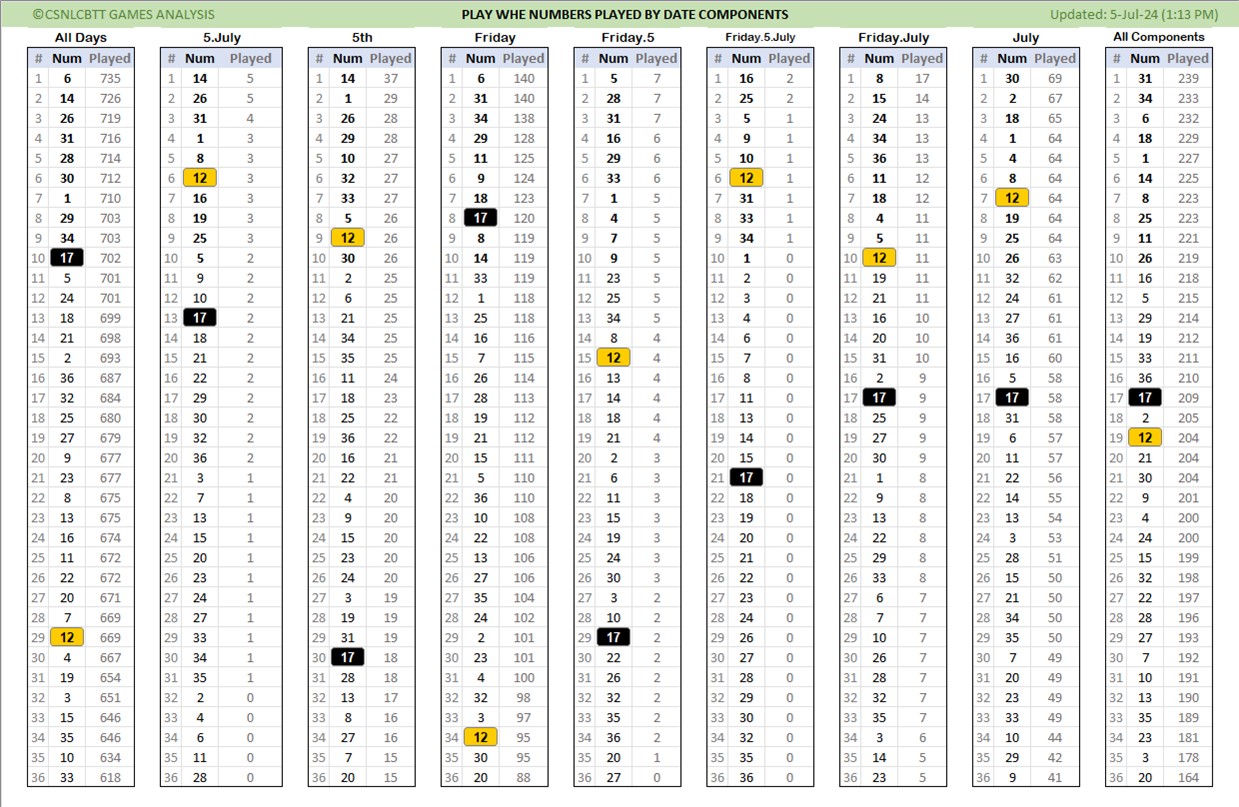 ©CSNLCBTT GAMES ANALYSIS PLAY WHE NUMBERS PLAYED BY DATE COMPONENTS Updated: 5-Jul-24 (1:13 PM)
All Days 5.July 5th Friday Friday.5 Friday.5.July Friday.July July All Components
# Num Played # Num Played # Num Played # Num Played # Num Played # Num Played # Num Played # Num Played # Num Played
1 6 735 1 14 5 1 14 37 1 6 140 1 5 7 1 16 2 1 8 17 1 30 69 1 31 239
2 14 726 2 26 5 2 1 29 2 31 140 2 28 7 2 25 2 2 15 14 2 2 67 2 34 233
3 26 719 3 31 4 3 26 28 3 34 138 3 31 7 3 5 1 3 24 13 3 18 65 3 6 232
4 31 716 4 1 3 4 29 28 4 29 128 4 16 6 4 9 1 4 34 13 4 1 64 4 18 229
5 28 714 5 8 3 5 10 27 5 11 125 5 29 6 5 10 1 5 36 13 5 4 64 5 1 227
6 30 712 6 12 3 6 32 27 6 9 124 6 33 6 6 12 1 6 11 12 6 8 64 6 14 225
7 1 710 7 16 3 7 33 27 7 18 123 7 1 5 7 31 1 7 18 12 7 12 64 7 8 223
8 29 703 8 19 3 8 5 26 8 17 120 8 4 5 8 33 1 8 4 11 8 19 64 8 25 223
9 34 703 9 25 3 9 12 26 9 8 119 9 7 5 9 34 1 9 5 11 9 25 64 9 11 221
10 17 702 10 5 2 10 30 26 10 14 119 10 9 5 10 1 0 10 12 11 10 26 63 10 26 219
11 5 701 11 9 2 11 2 25 11 33 119 11 23 5 11 2 0 11 19 11 11 32 62 11 16 218
12 24 701 12 10 2 12 6 25 12 1 118 12 25 5 12 3 0 12 21 11 12 24 61 12 5 215
13 18 699 13 17 2 13 21 25 13 25 118 13 34 5 13 4 0 13 16 10 13 27 61 13 29 214
14 21 698 14 18 2 14 34 25 14 16 116 14 8 4 14 6 0 14 20 10 14 36 61 14 19 212
15 2 693 15 21 2 15 35 25 15 7 115 15 12 4 15 7 0 15 31 10 15 16 60 15 33 211
16 36 687 16 22 2 16 11 24 16 26 114 16 13 4 16 8 0 16 2 9 16 5 58 16 36 210
17 32 684 17 29 2 17 18 23 17 28 113 17 14 4 17 11 0 17 17 9 17 17 58 17 17 209
18 25 680 18 30 2 18 25 22 18 19 112 18 18 4 18 13 0 18 25 9 18 31 58 18 2 205
19 27 679 19 32 2 19 36 22 19 21 112 19 21 4 19 14 0 19 27 9 19 6 57 19 12 204
20 9 677 20 36 2 20 16 21 20 15 111 20 2 3 20 15 0 20 30 9 20 11 57 20 21 204
21 23 677 21 3 1 21 22 21 21 5 110 21 6 3 21 17 0 21 1 8 21 22 56 21 30 204
22 8 675 22 7 1 22 4 20 22 36 110 22 11 3 22 18 0 22 9 8 22 14 55 22 9 201
23 13 675 23 13 1 23 9 20 23 10 108 23 15 3 23 19 0 23 13 8 23 13 54 23 4 200
24 16 674 24 15 1 24 15 20 24 22 108 24 19 3 24 20 0 24 22 8 24 3 53 24 24 200
25 11 672 25 20 1 25 23 20 25 13 106 25 24 3 25 21 0 25 29 8 25 28 51 25 15 199
26 22 672 26 23 1 26 24 20 26 27 106 26 30 3 26 22 0 26 33 8 26 15 50 26 32 198
27 20 671 27 24 1 27 3 19 27 35 104 27 3 2 27 23 0 27 6 7 27 21 50 27 22 197
28 7 669 28 27 1 28 19 19 28 24 102 28 10 2 28 24 0 28 7 7 28 34 50 28 28 196
29 12 669 29 33 1 29 31 19 29 2 101 29 17 2 29 26 0 29 10 7 29 35 50 29 27 193
30 4 667 30 34 1 30 17 18 30 23 101 30 22 2 30 27 0 30 26 7 30 7 49 30 7 192
31 19 654 31 35 1 31 28 18 31 4 100 31 26 2 31 28 0 31 28 7 31 20 49 31 10 191
32 3 651 32 2 0 32 13 17 32 32 98 32 32 2 32 29 0 32 32 7 32 23 49 32 13 190
33 15 646 33 4 0 33 8 16 33 3 97 33 35 2 33 30 0 33 35 7 33 33 49 33 35 189
34 35 646 34 6 0 34 27 16 34 12 95 34 36 2 34 32 0 34 3 6 34 10 44 34 23 181
35 10 634 35 11 0 35 7 15 35 30 95 35 20 1 35 35 0 35 14 5 35 29 42 35 3 178
36 33 618 36 28 0 36 20 15 36 20 88 36 27 0 36 36 0 36 23 5 36 9 41 36 20 164